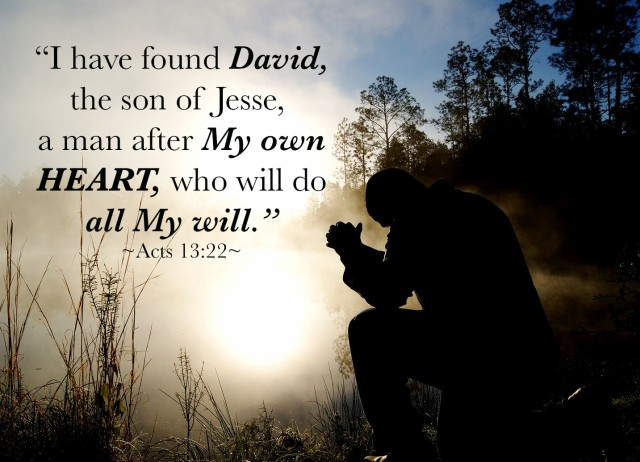 “I have found David,
the son of Jesse,
a man after My own
HEART, who will do
all My will.”
~Acts 13:22~